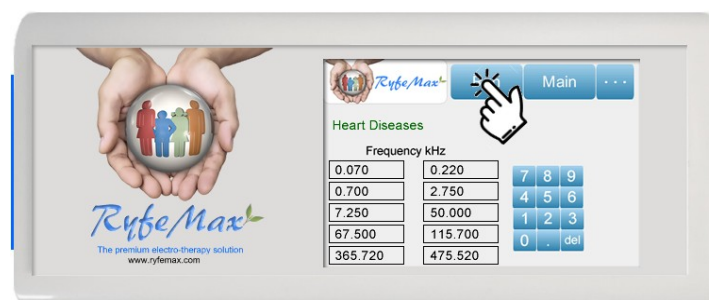 RyfeMax
The premium electro-therapy solution
www.ryfemax.com
RyfeMax
Main
...
Heart Diseases
Frequency kHz
0.070 0.220
0.700 2.750
7.250 50.000
67.500 115.700
365.720 475.520
7 8 9
4 5 6
1 2 3
0 . del